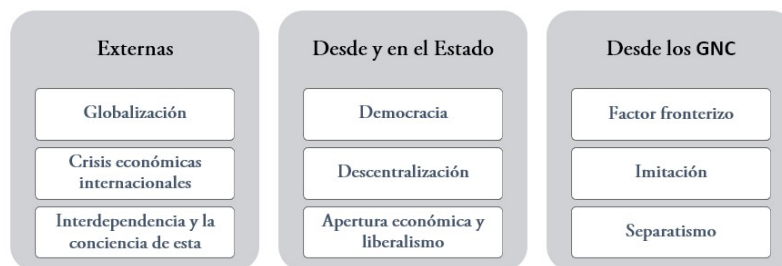 Externas
Globalización
Crisis económicas
internacionales
Interdependencia y la
conciencia de esta
Desde y en el Estado
Democracia
Descentralización
Apertura económica y
liberalismo
Desde los GNC
Factor fronterizo
Imitación
Separatismo